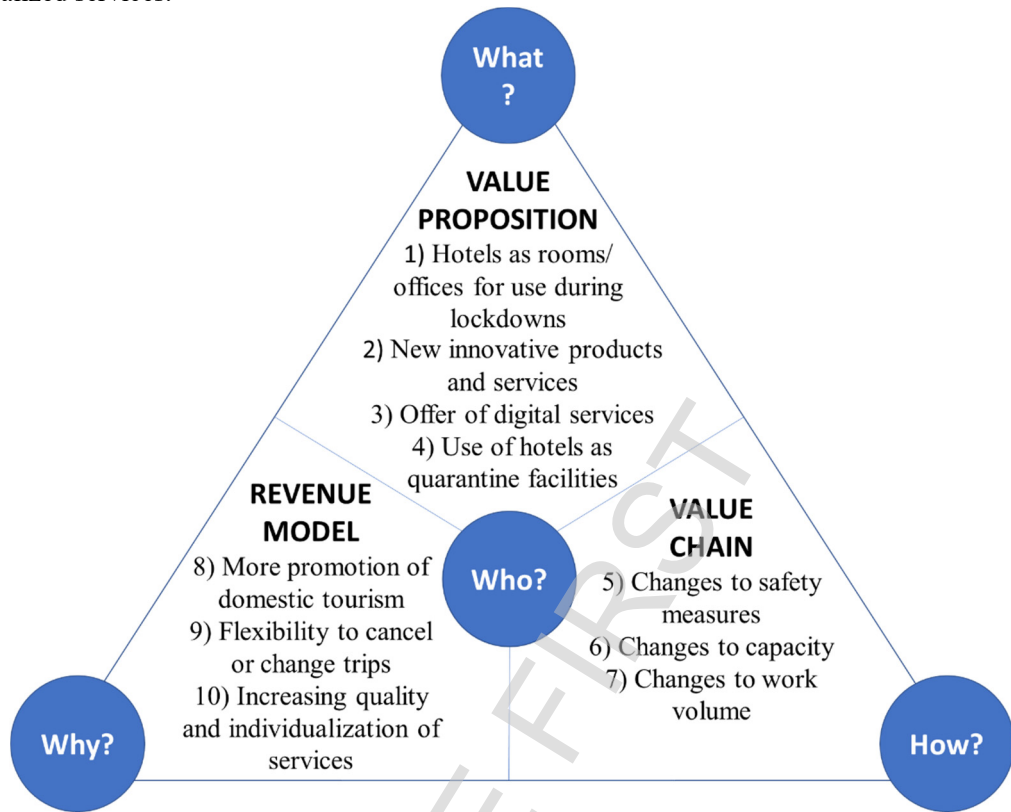 What
?
VALUE
PROPOSITION
1) Hotels as rooms/
offices for use during
lockdowns
2) New innovative products
and services
3) Offer of digital services
4) Use of hotels as
quarantine facilities
REVENUE
MODEL
8) More promotion of
domestic tourism
9) Flexibility to cancel
or change trips
10) Increasing quality
and individualization of
services
Who?
VALUE
CHAIN
5) Changes to safety
measures
6) Changes to capacity
7) Changes to work
volume
Why?
How?
FIRST